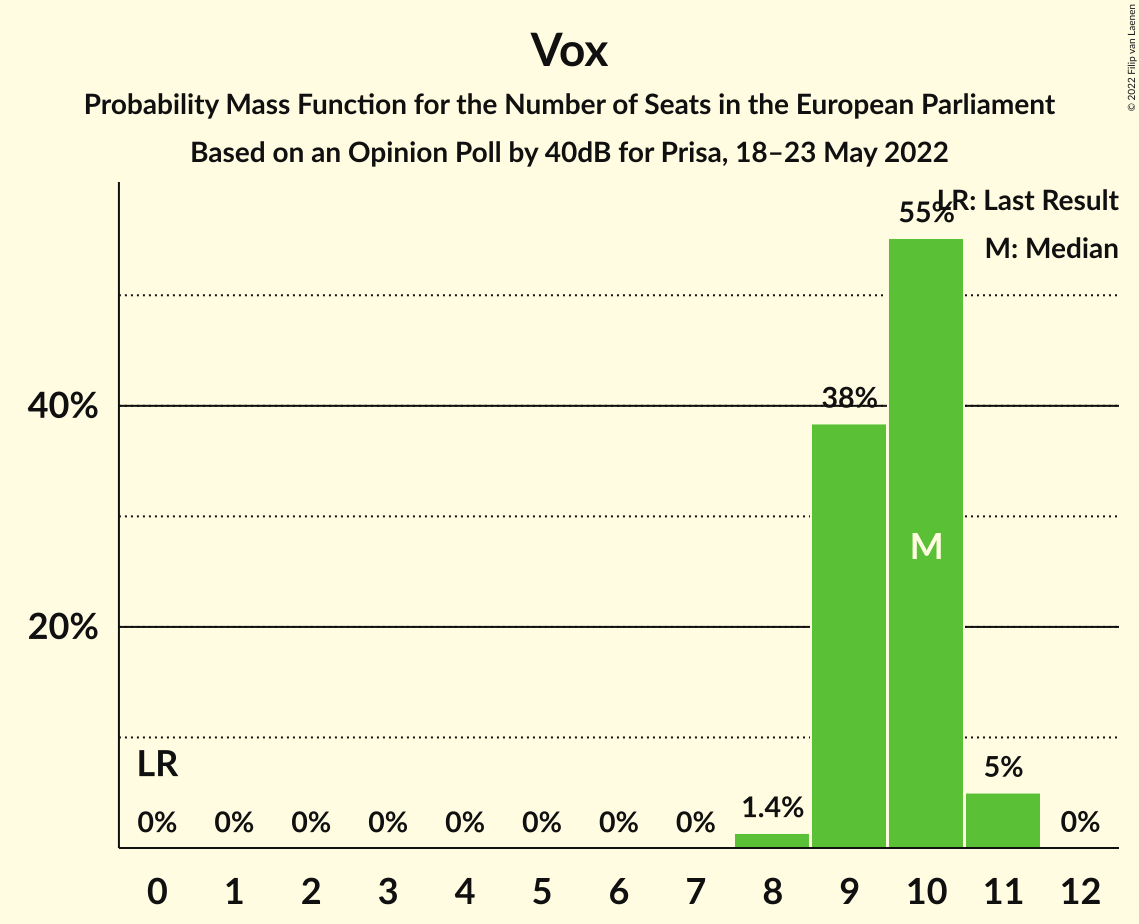 Vox
Probability Mass Function for the Number of Seats in the European Parliament
Based on an Opinion Poll by 40dB for Prisa, 18–23 May 2022
© 2022 Filip van Laenen
LR: Last Result
M: Median
55%
40%
38%
M
20%
LR
5%
1.4%
0% 0% 0% 0% 0% 0% 0% 0% 0%
0 1 2 3 4 5 6 7 8 9 10 11 12